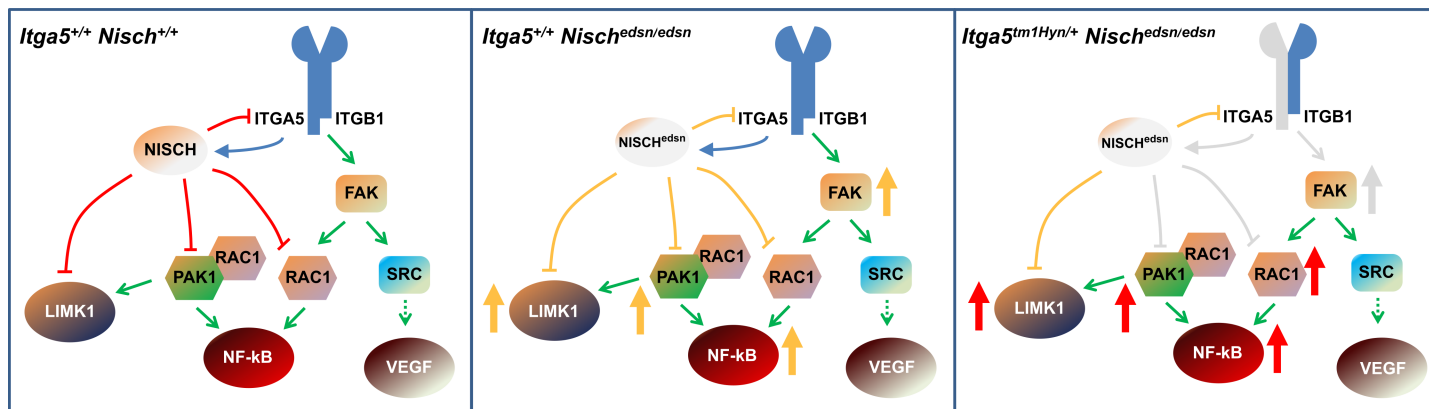 Itga5+/+ Nisch+/+
ITGA5
ITGB1
NISCH
FAK
RAC1
PAK1
RAC1
SRC
LIMK1
NF-kB
VEGF
Itga5+/+ Nischedsn/edsn
ITGA5
ITGB1
NISCHedsn
FAK
RAC1
PAK1
RAC1
SRC
LIMK1
NF-kB
VEGF
Itga5tm1Hyn/+ Nischedsn/edsn
ITGA5
ITGB1
NISCHedsn
FAK
RAC1
PAK1
RAC1
SRC
LIMK1
NF-kB
VEGF